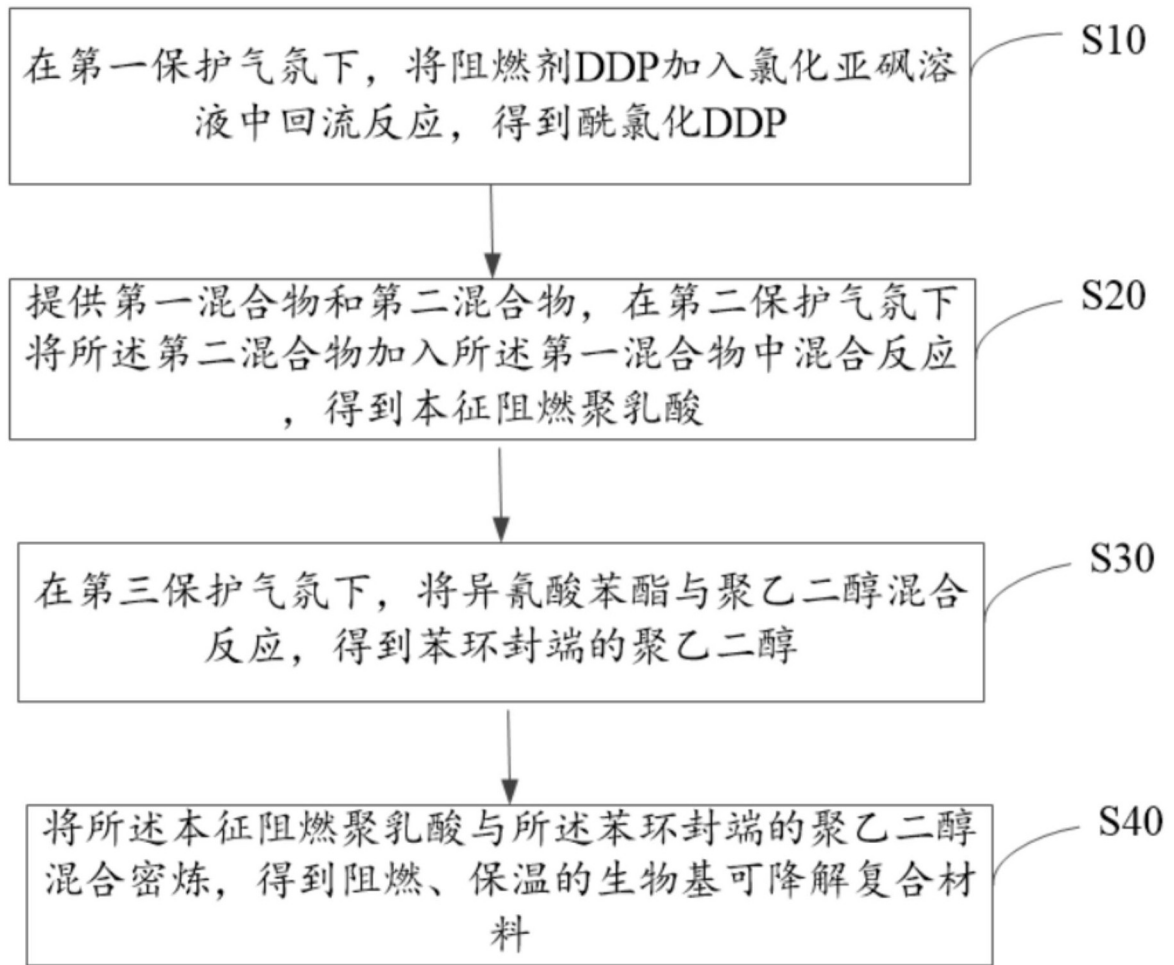 在第一保护气氛下，将阻燃剂DDP加入氯化亚砜溶
液中回流反应，得到酰氯化DDP
S10
提供第一混合物和第二混合物，在第二保护气氛下
将所述第二混合物加入所述第一混合物中混合反应
，得到本征阻燃聚乳酸
S20
在第三保护气氛下，将异氰酸苯酯与聚乙二醇混合
反应，得到苯环封端的聚乙二醇
S30
将所述本征阻燃聚乳酸与所述苯环封端的聚乙二醇
混合密炼，得到阻燃、保温的生物基可降解复合材
料
S40